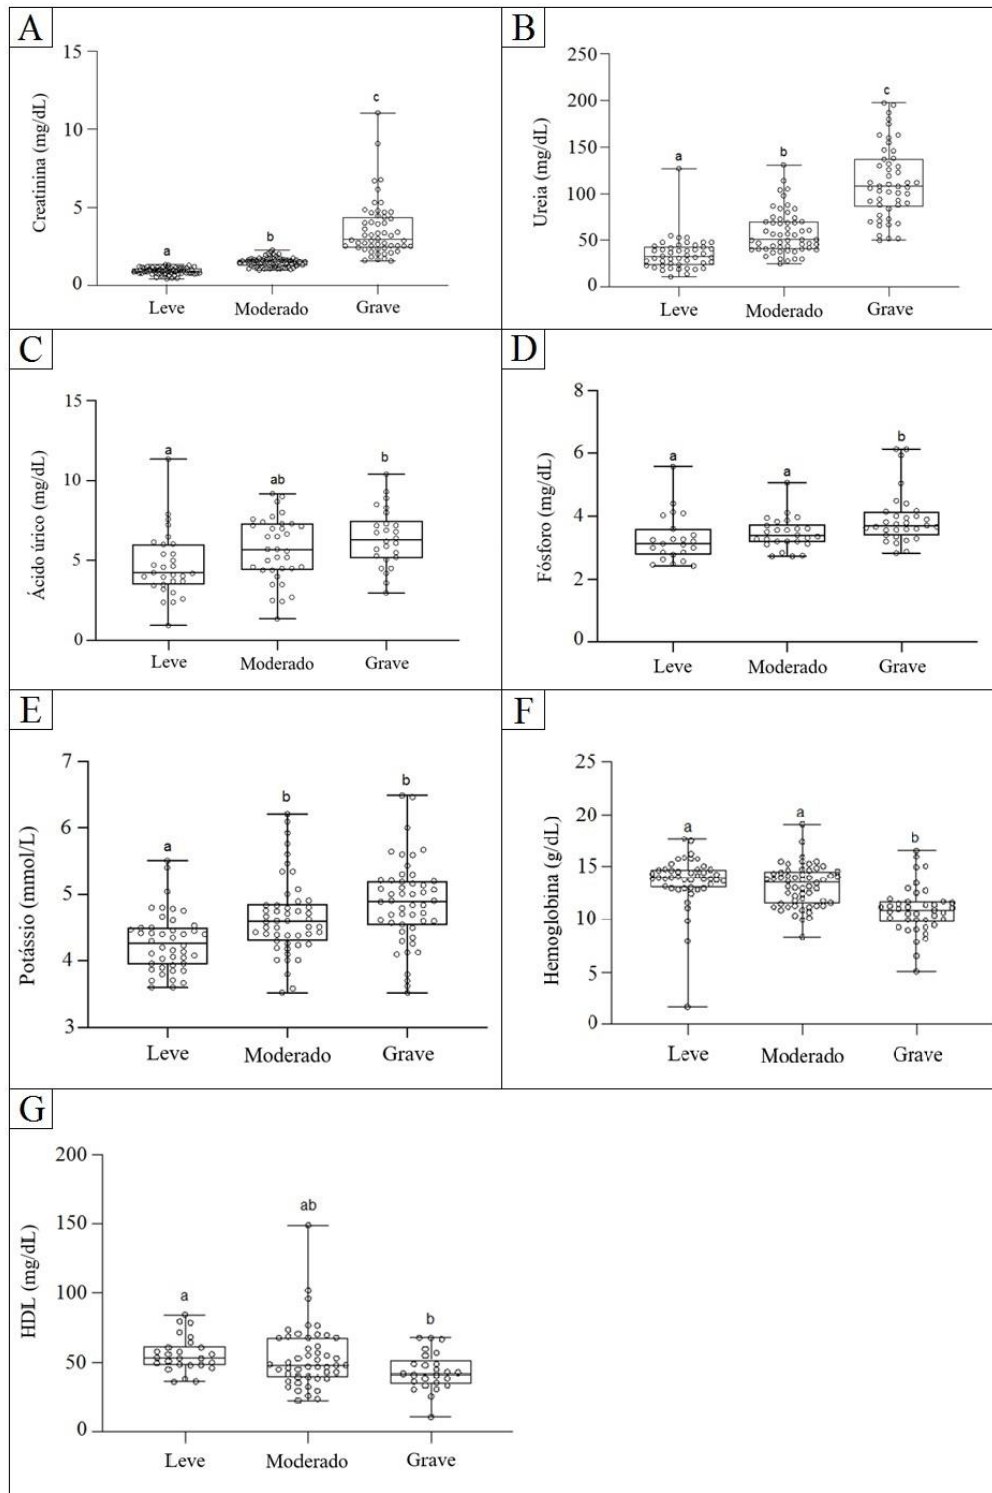 A
Creatinina (mg/dL)
15
10
5
0
a
b
c
Leve
Moderado
Grave
B
Ureia (mg/dL)
250
200
150
100
50
0
a
b
c
Leve
Moderado
Grave
C
Ácido úrico (mg/dL)
15
10
5
0
a
ab
b
Leve
Moderado
Grave
D
Fósforo (mg/dL)
8
6
4
2
0
a
a
b
Leve
Moderado
Grave
E
Potássio (mmol/L)
7
6
5
4
3
a
b
b
Leve
Moderado
Grave
F
Hemoglobina (g/dL)
25
20
15
10
5
0
a
a
b
Leve
Moderado
Grave
G
HDL (mg/dL)
200
150
100
50
0
a
ab
b
Leve
Moderado
Grave